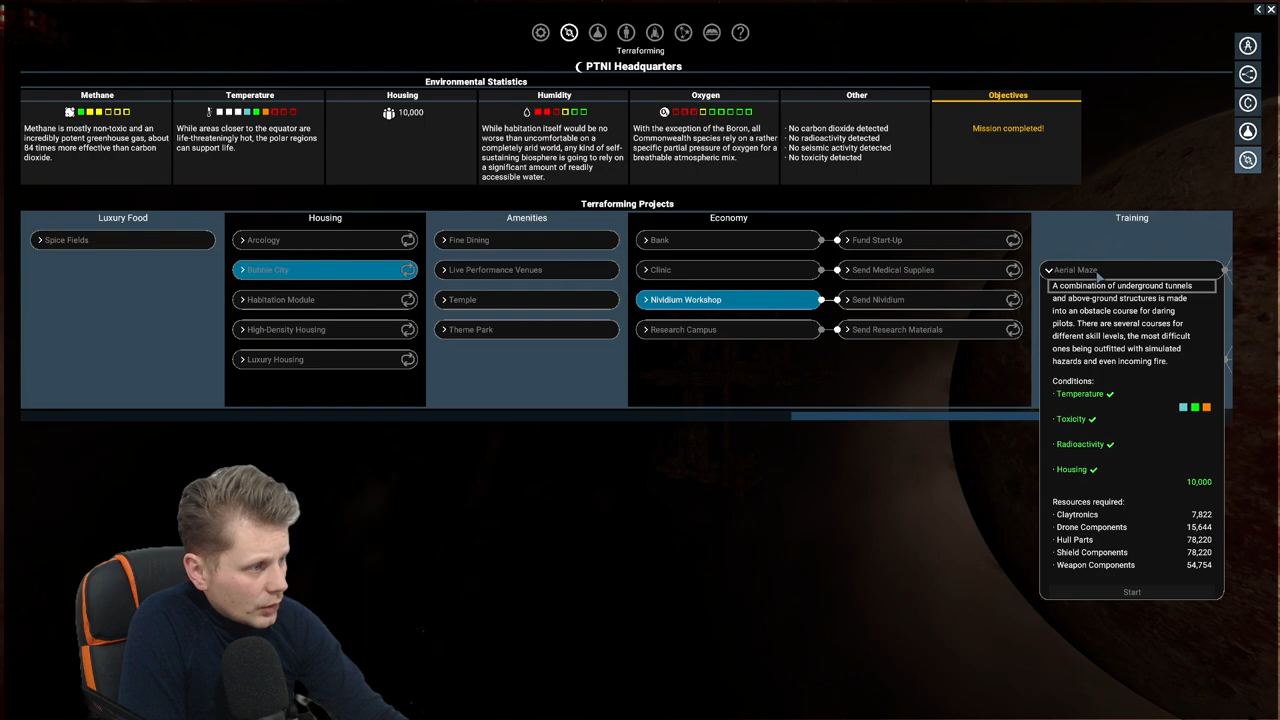 Terraforming
PTNI Headquarters
Environmental Statistics
Methane
Methane is mostly non-toxic and an
incredibly potent greenhouse gas, about
84 times more effective than carbon
dioxide.
Temperature
While areas closer to the equator are
life-threateningly hot, the polar regions
can support life.
Housing
10,000
Humidity
While habitation itself would be no
worse than uncomfortable on a
completely arid world, any kind of self-
sustaining biosphere is going to rely on
a significant amount of readily
accessible water.
Oxygen
With the exception of the Boron, all
Commonwealth species rely on a rather
specific partial pressure of oxygen for a
breathable atmospheric mix.
Other
· No carbon dioxide detected
· No radioactivity detected
· No seismic activity detected
· No toxicity detected
Objectives
Mission completed!
Terraforming Projects
Luxury Food
Spice Fields
Housing
Arcology
Bubble City
Habitation Module
High-Density Housing
Luxury Housing
Amenities
Fine Dining
Live Performance Venues
Temple
Theme Park
Economy
Bank
Fund Start-Up
Clinic
Send Medical Supplies
Nividium Workshop
Send Nividium
Research Campus
Send Research Materials
Training
Aerial Maze
A combination of underground tunnels
and above-ground structures is made
into an obstacle course for daring
pilots. There are several courses for
different skill levels, the most difficult
ones being outfitted with simulated
hazards and even incoming fire.
Conditions:
· Temperature
· Toxicity
· Radioactivity
· Housing
10,000
Resources required:
· Claytronics 7,822
· Drone Components 15,644
· Hull Parts 78,220
· Shield Components 78,220
· Weapon Components 54,754
Start